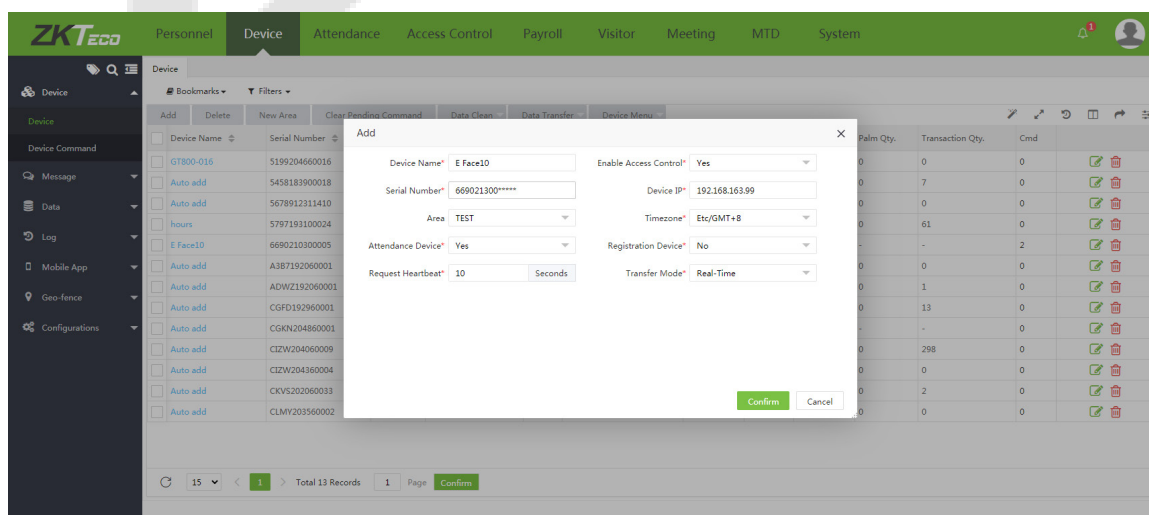 ZKTeco Personnel Device Attendance Access Control Payroll Visitor Meeting MTD System 1
Device
Device
Bookmarks Filters
Device
Add Delete New Area Clear Pending Command Data Clean Data Transfer Device Menu
Device Command
Device Name Serial Number Palm Qty. Transaction Qty. Cmd
Message
Data
Log
Mobile App
Geo-fence
Configurations
GT800-016 5199204660016 0 0 0
Auto add 5458183900018 0 7 0
Auto add 5678912311410 0 0 0
hours 5797193100024 0 61 0
E Face10 6690210300005 - - 2
Auto add A3B7192060001 0 0 0
Auto add ADWZ192060001 0 1 0
Auto add CGFD192960001 0 13 0
Auto add CGKN204860001 - - 0
Auto add CIZW204060009 0 298 0
Auto add CIZW204360004 0 0 0
Auto add CKVS202060033 0 2 0
Auto add CLMY203560002 0 0 0
Add
Device Name* E Face10 Enable Access Control* Yes
Serial Number* 669021300***** Device IP* 192.168.163.99
Area TEST Timezone* Etc/GMT+8
Attendance Device* Yes Registration Device* No
Request Heartbeat* 10 Seconds Transfer Mode* Real-Time
Confirm Cancel
15 < 1 > Total 13 Records 1 Page Confirm